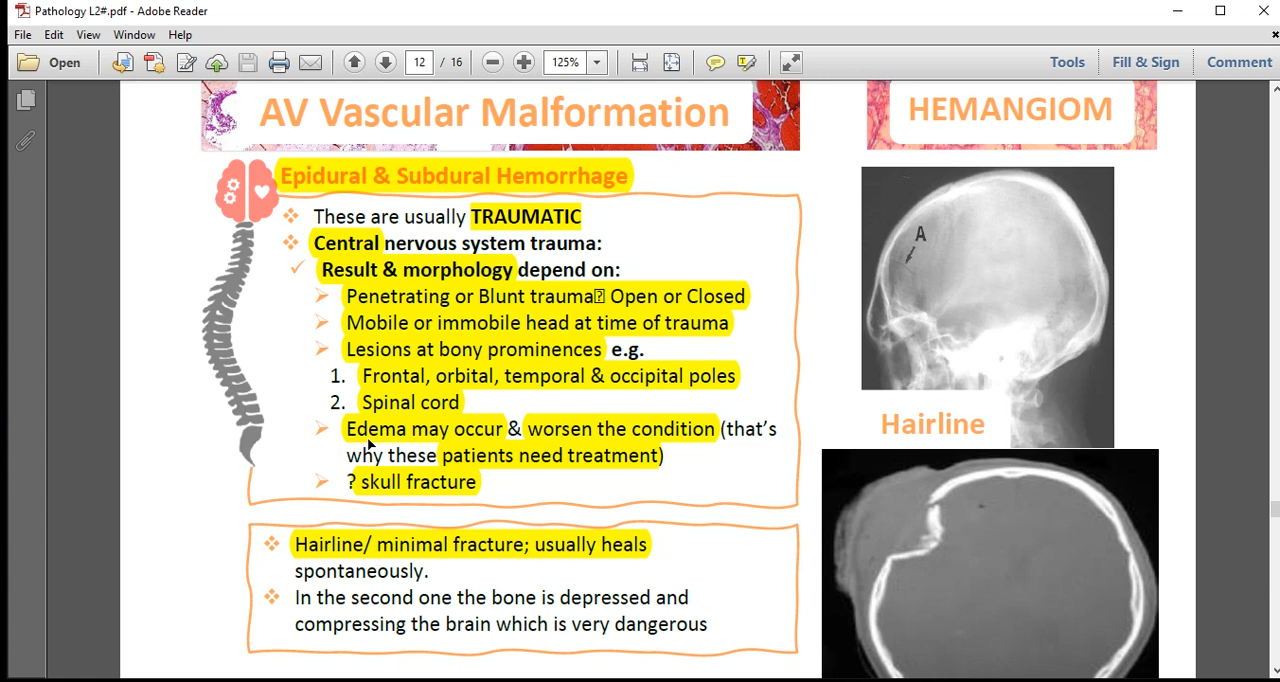 Pathology L2#.pdf - Adobe Reader
File Edit View Window Help
Open 12 / 16 125% Tools Fill & Sign Comment
AV Vascular Malformation
HEMANGIOM
Epidural & Subdural Hemorrhage
These are usually TRAUMATIC
Central nervous system trauma:
Result & morphology depend on:
Penetrating or Blunt trauma Open or Closed
Mobile or immobile head at time of trauma
Lesions at bony prominences e.g.
1. Frontal, orbital, temporal & occipital poles
2. Spinal cord
Edema may occur & worsen the condition (that's
why these patients need treatment)
? skull fracture
Hairline/ minimal fracture; usually heals
spontaneously.
In the second one the bone is depressed and
compressing the brain which is very dangerous
A
Hairline